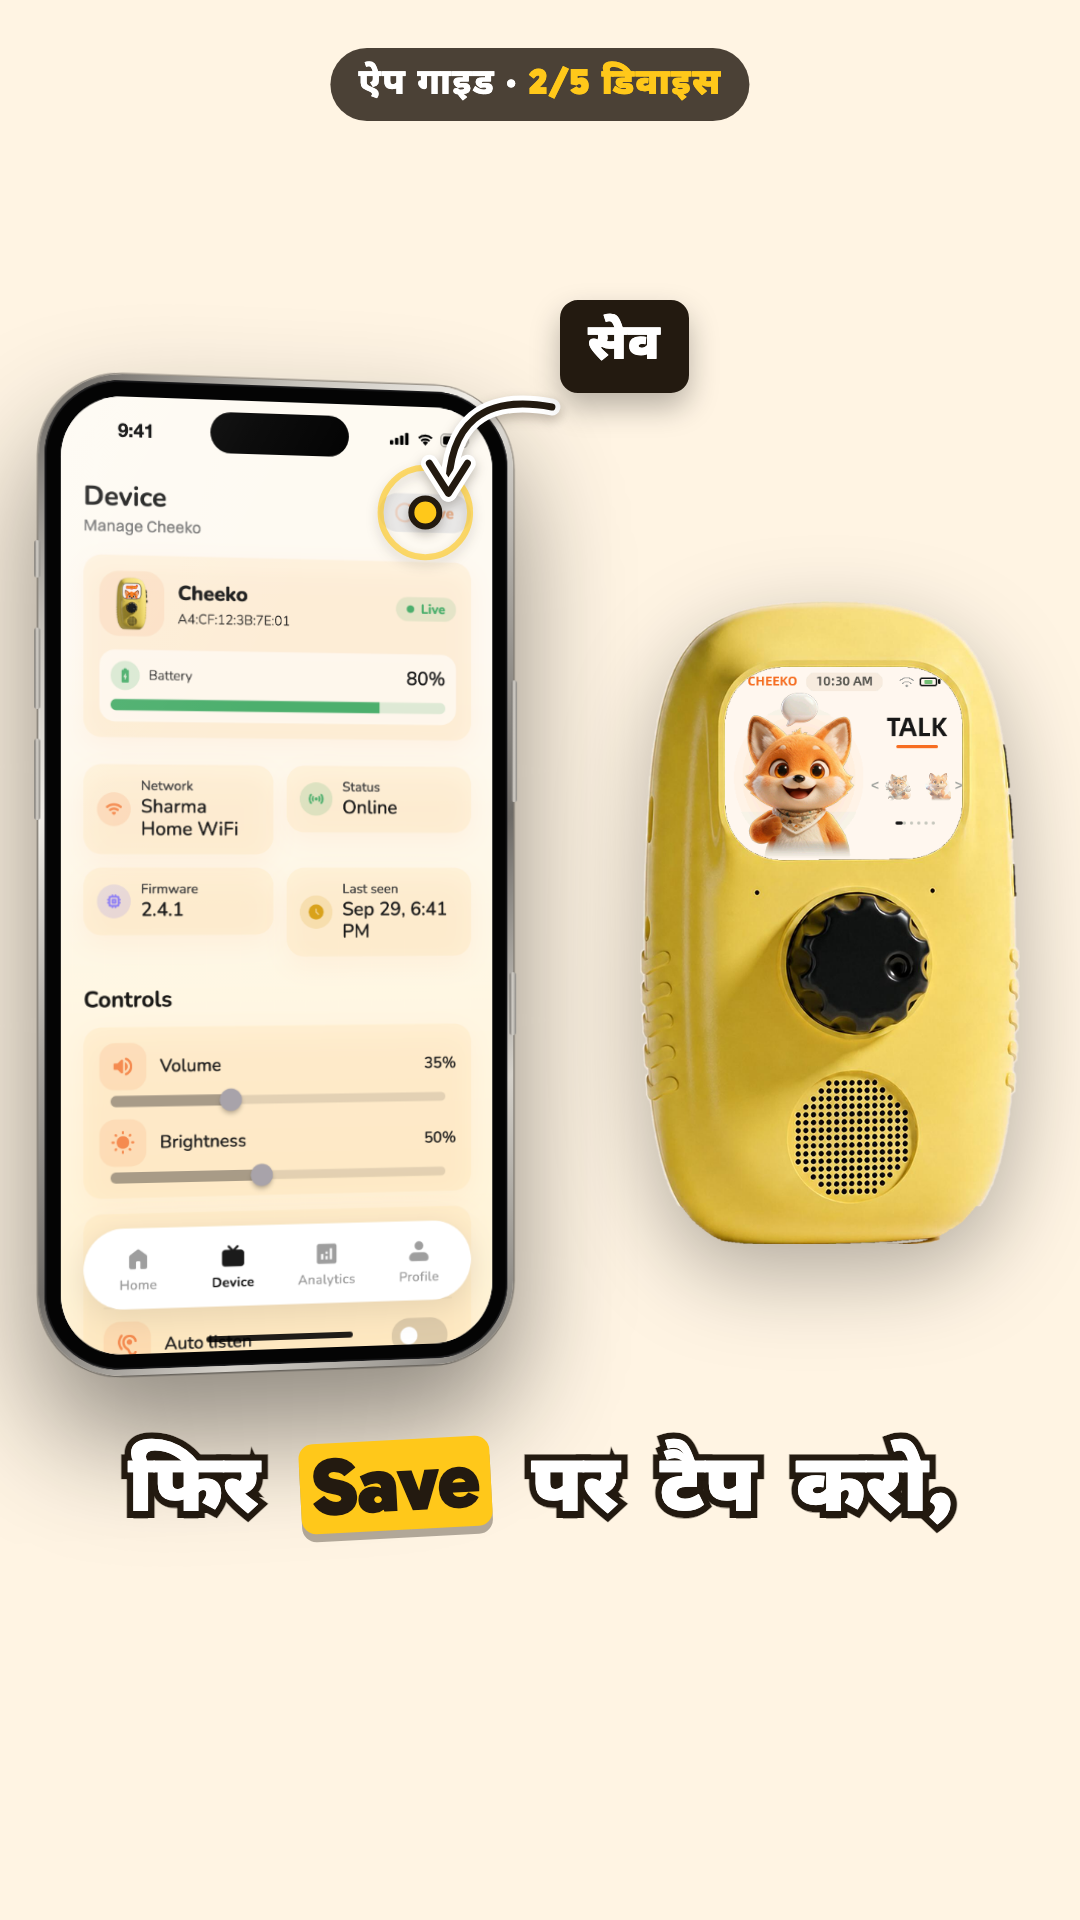 ऐप गाइड • 2/5 डिवाइस
सेव
9:41
Device
Manage Cheeko
Cheeko
A4:CF:12:3B:7E:01
Live
Battery
80%
Network
Sharma
Home WiFi
Status
Online
Firmware
2.4.1
Last seen
Sep 29, 6:41
PM
Controls
Volume
35%
Brightness
50%
Home
Device
Analytics
Profile
Auto listen
CHEEKO
10:30 AM
TALK
< >
फिर Save पर टैप करो,